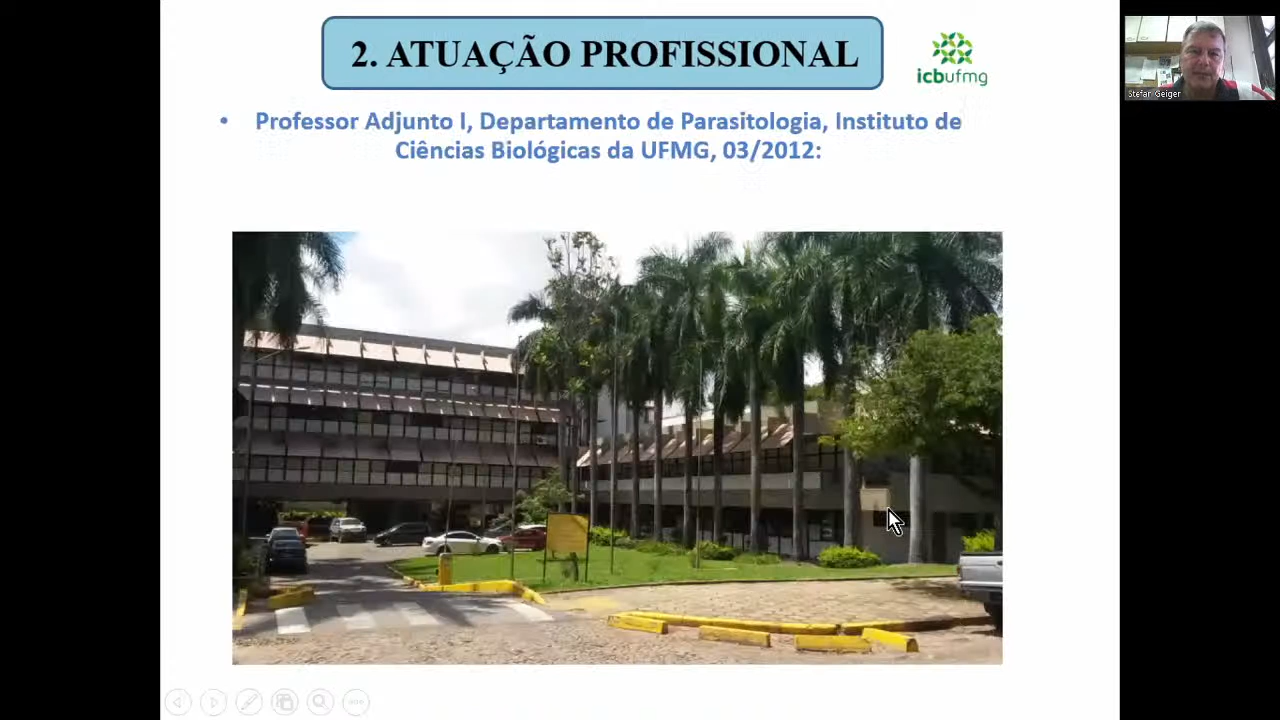 2. ATUAÇÃO PROFISSIONAL
icbufmg
Stefan Geiger
• Professor Adjunto I, Departamento de Parasitologia, Instituto de
Ciências Biológicas da UFMG, 03/2012: